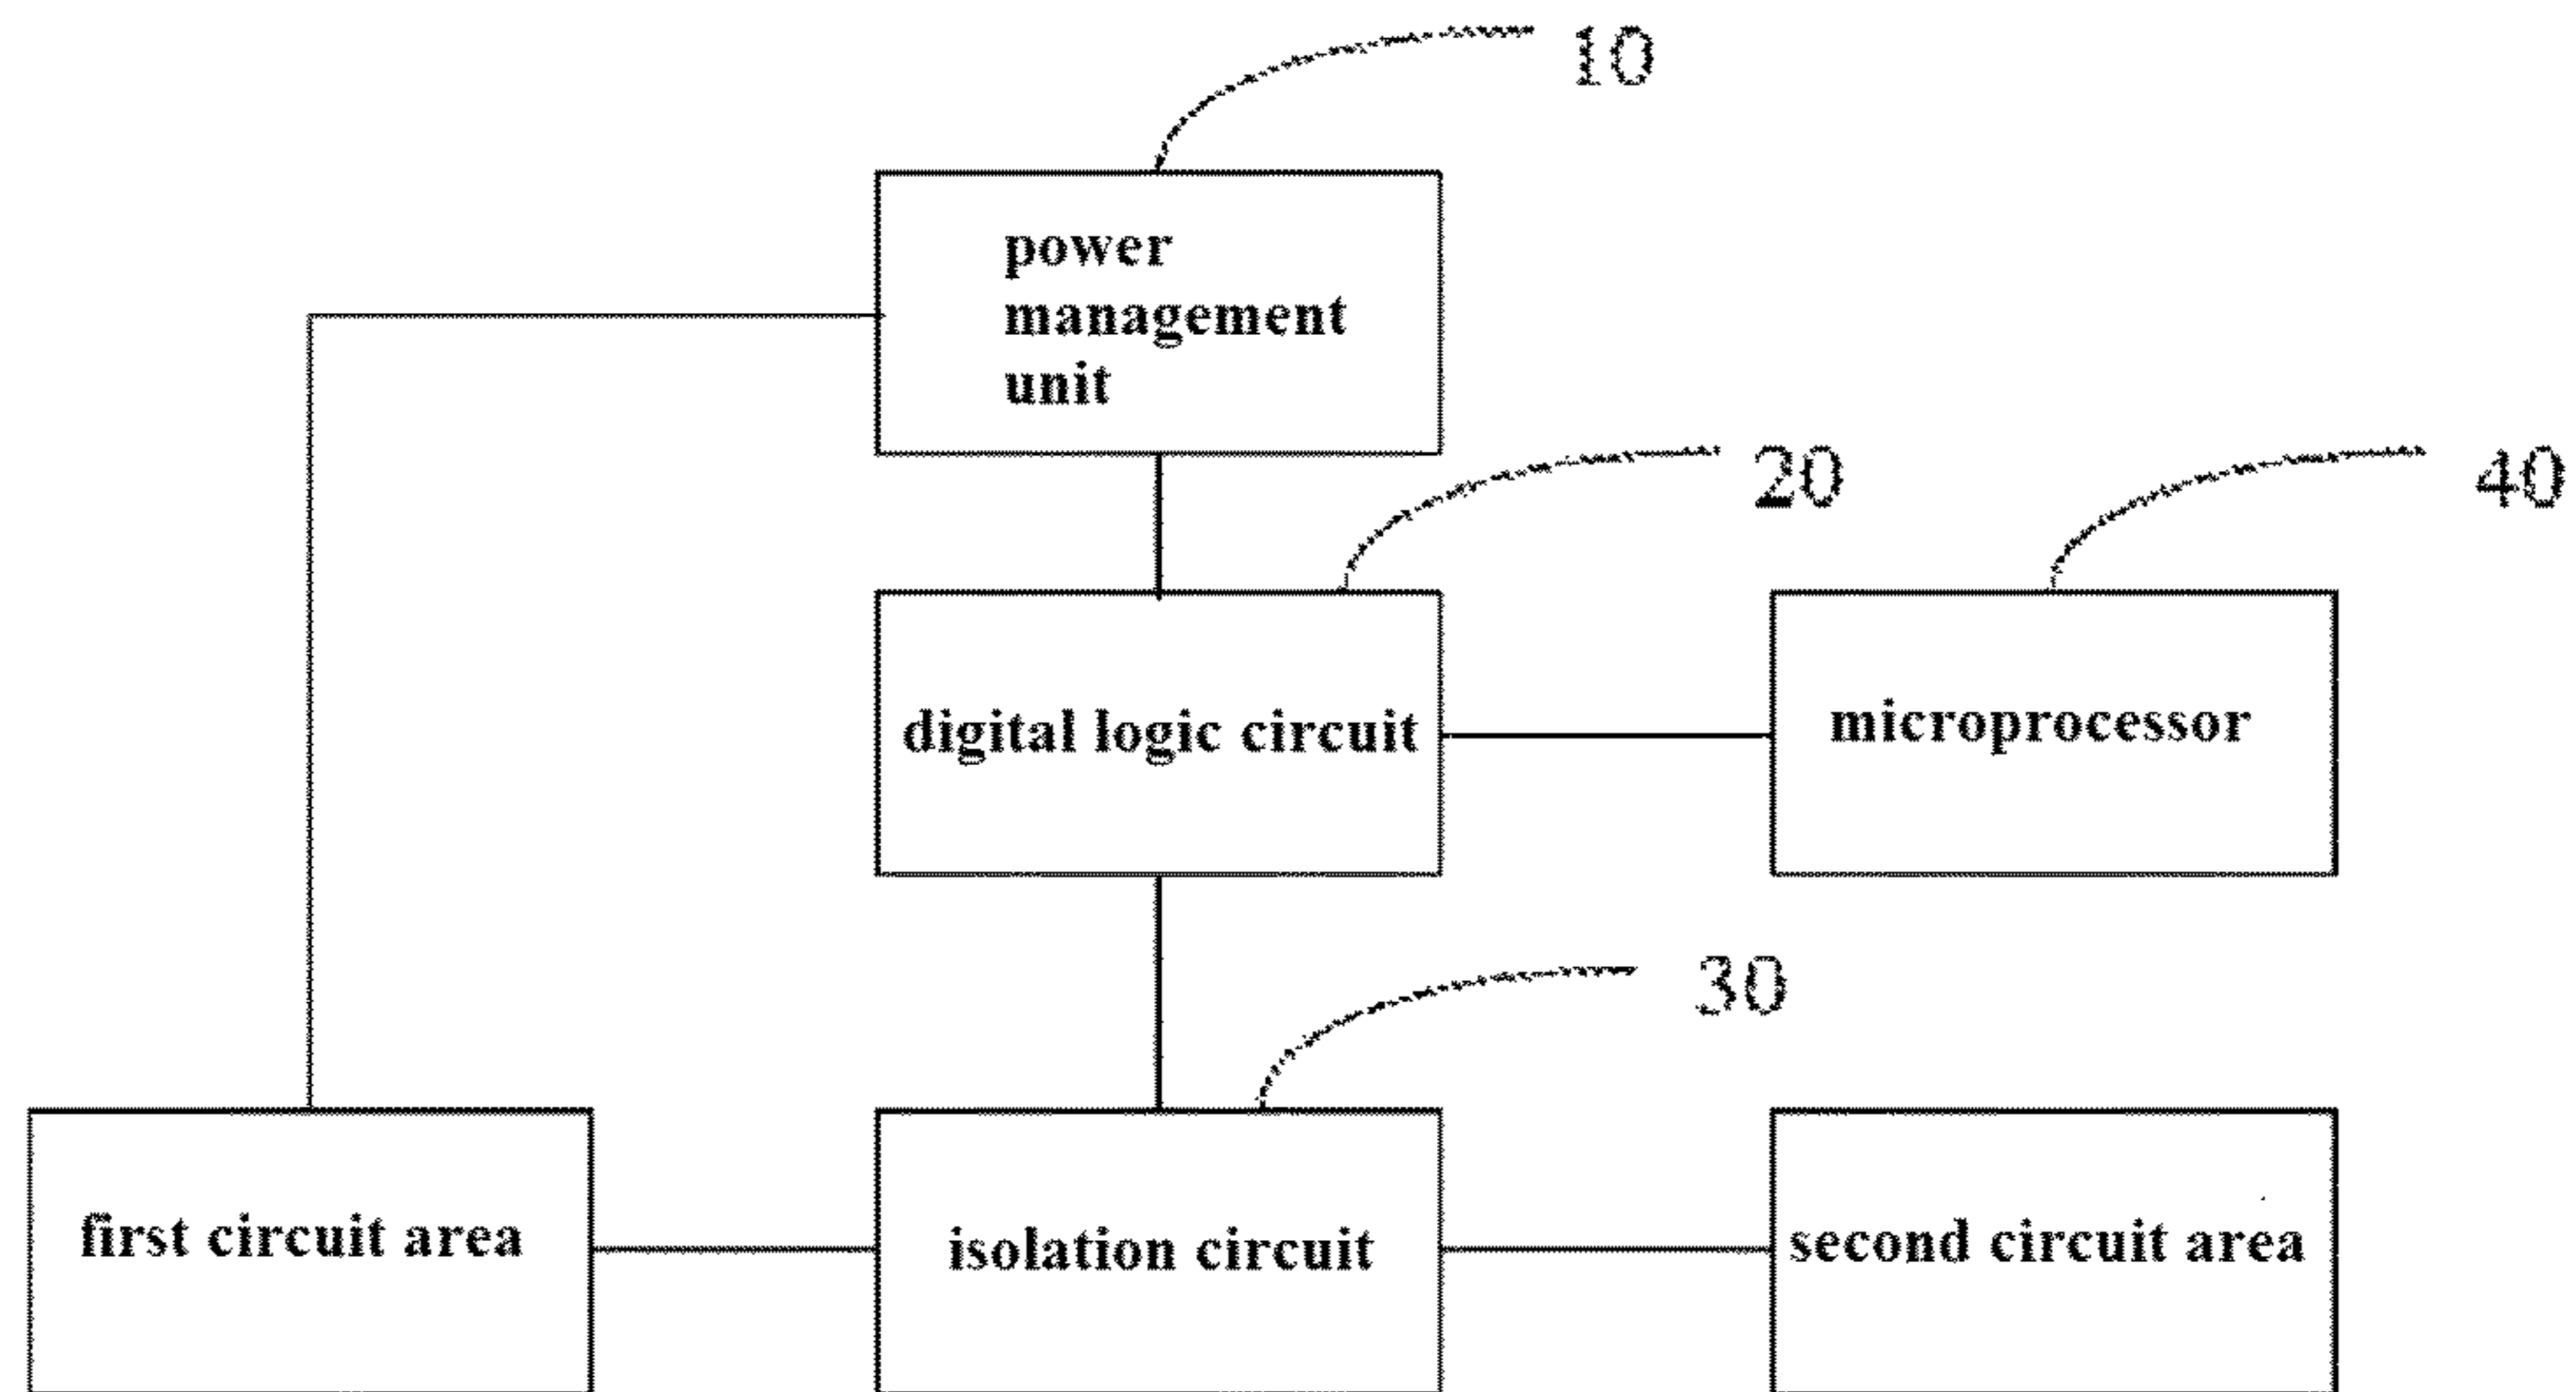 10
power
management
unit
20
40
digital logic circuit
microprocessor
30
first circuit area
isolation circuit
second circuit area